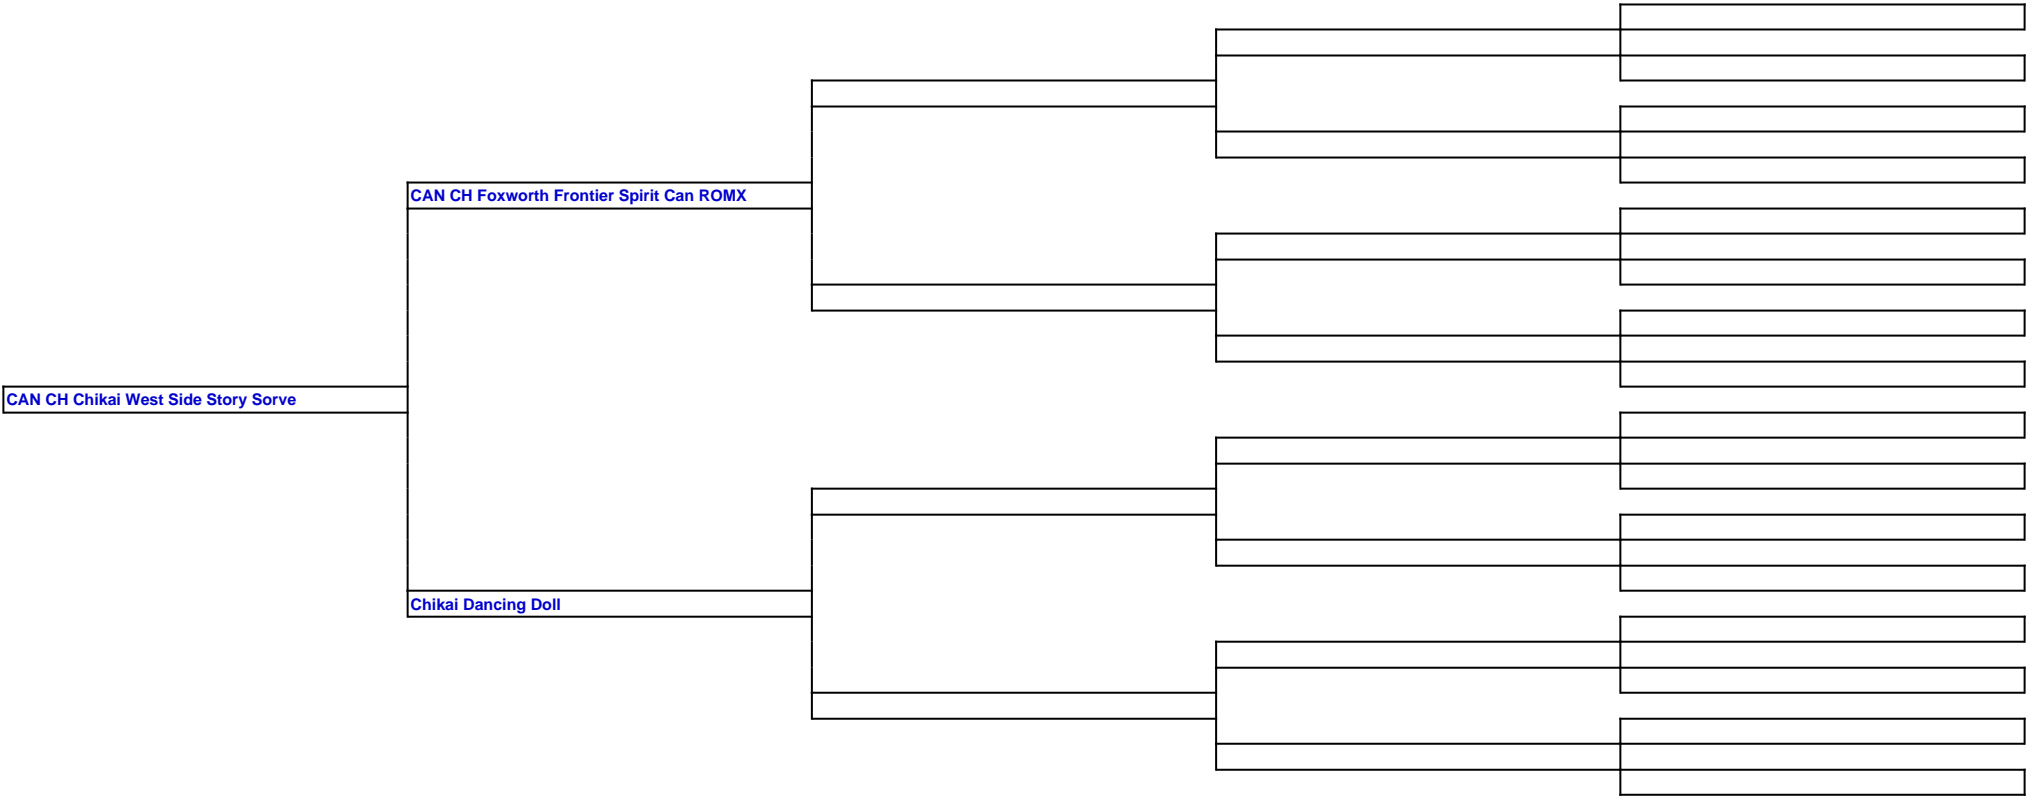 CAN CH Foxworth Frontier Spirit Can ROMX
CAN CH Chikai West Side Story Sorve
Chikai Dancing Doll